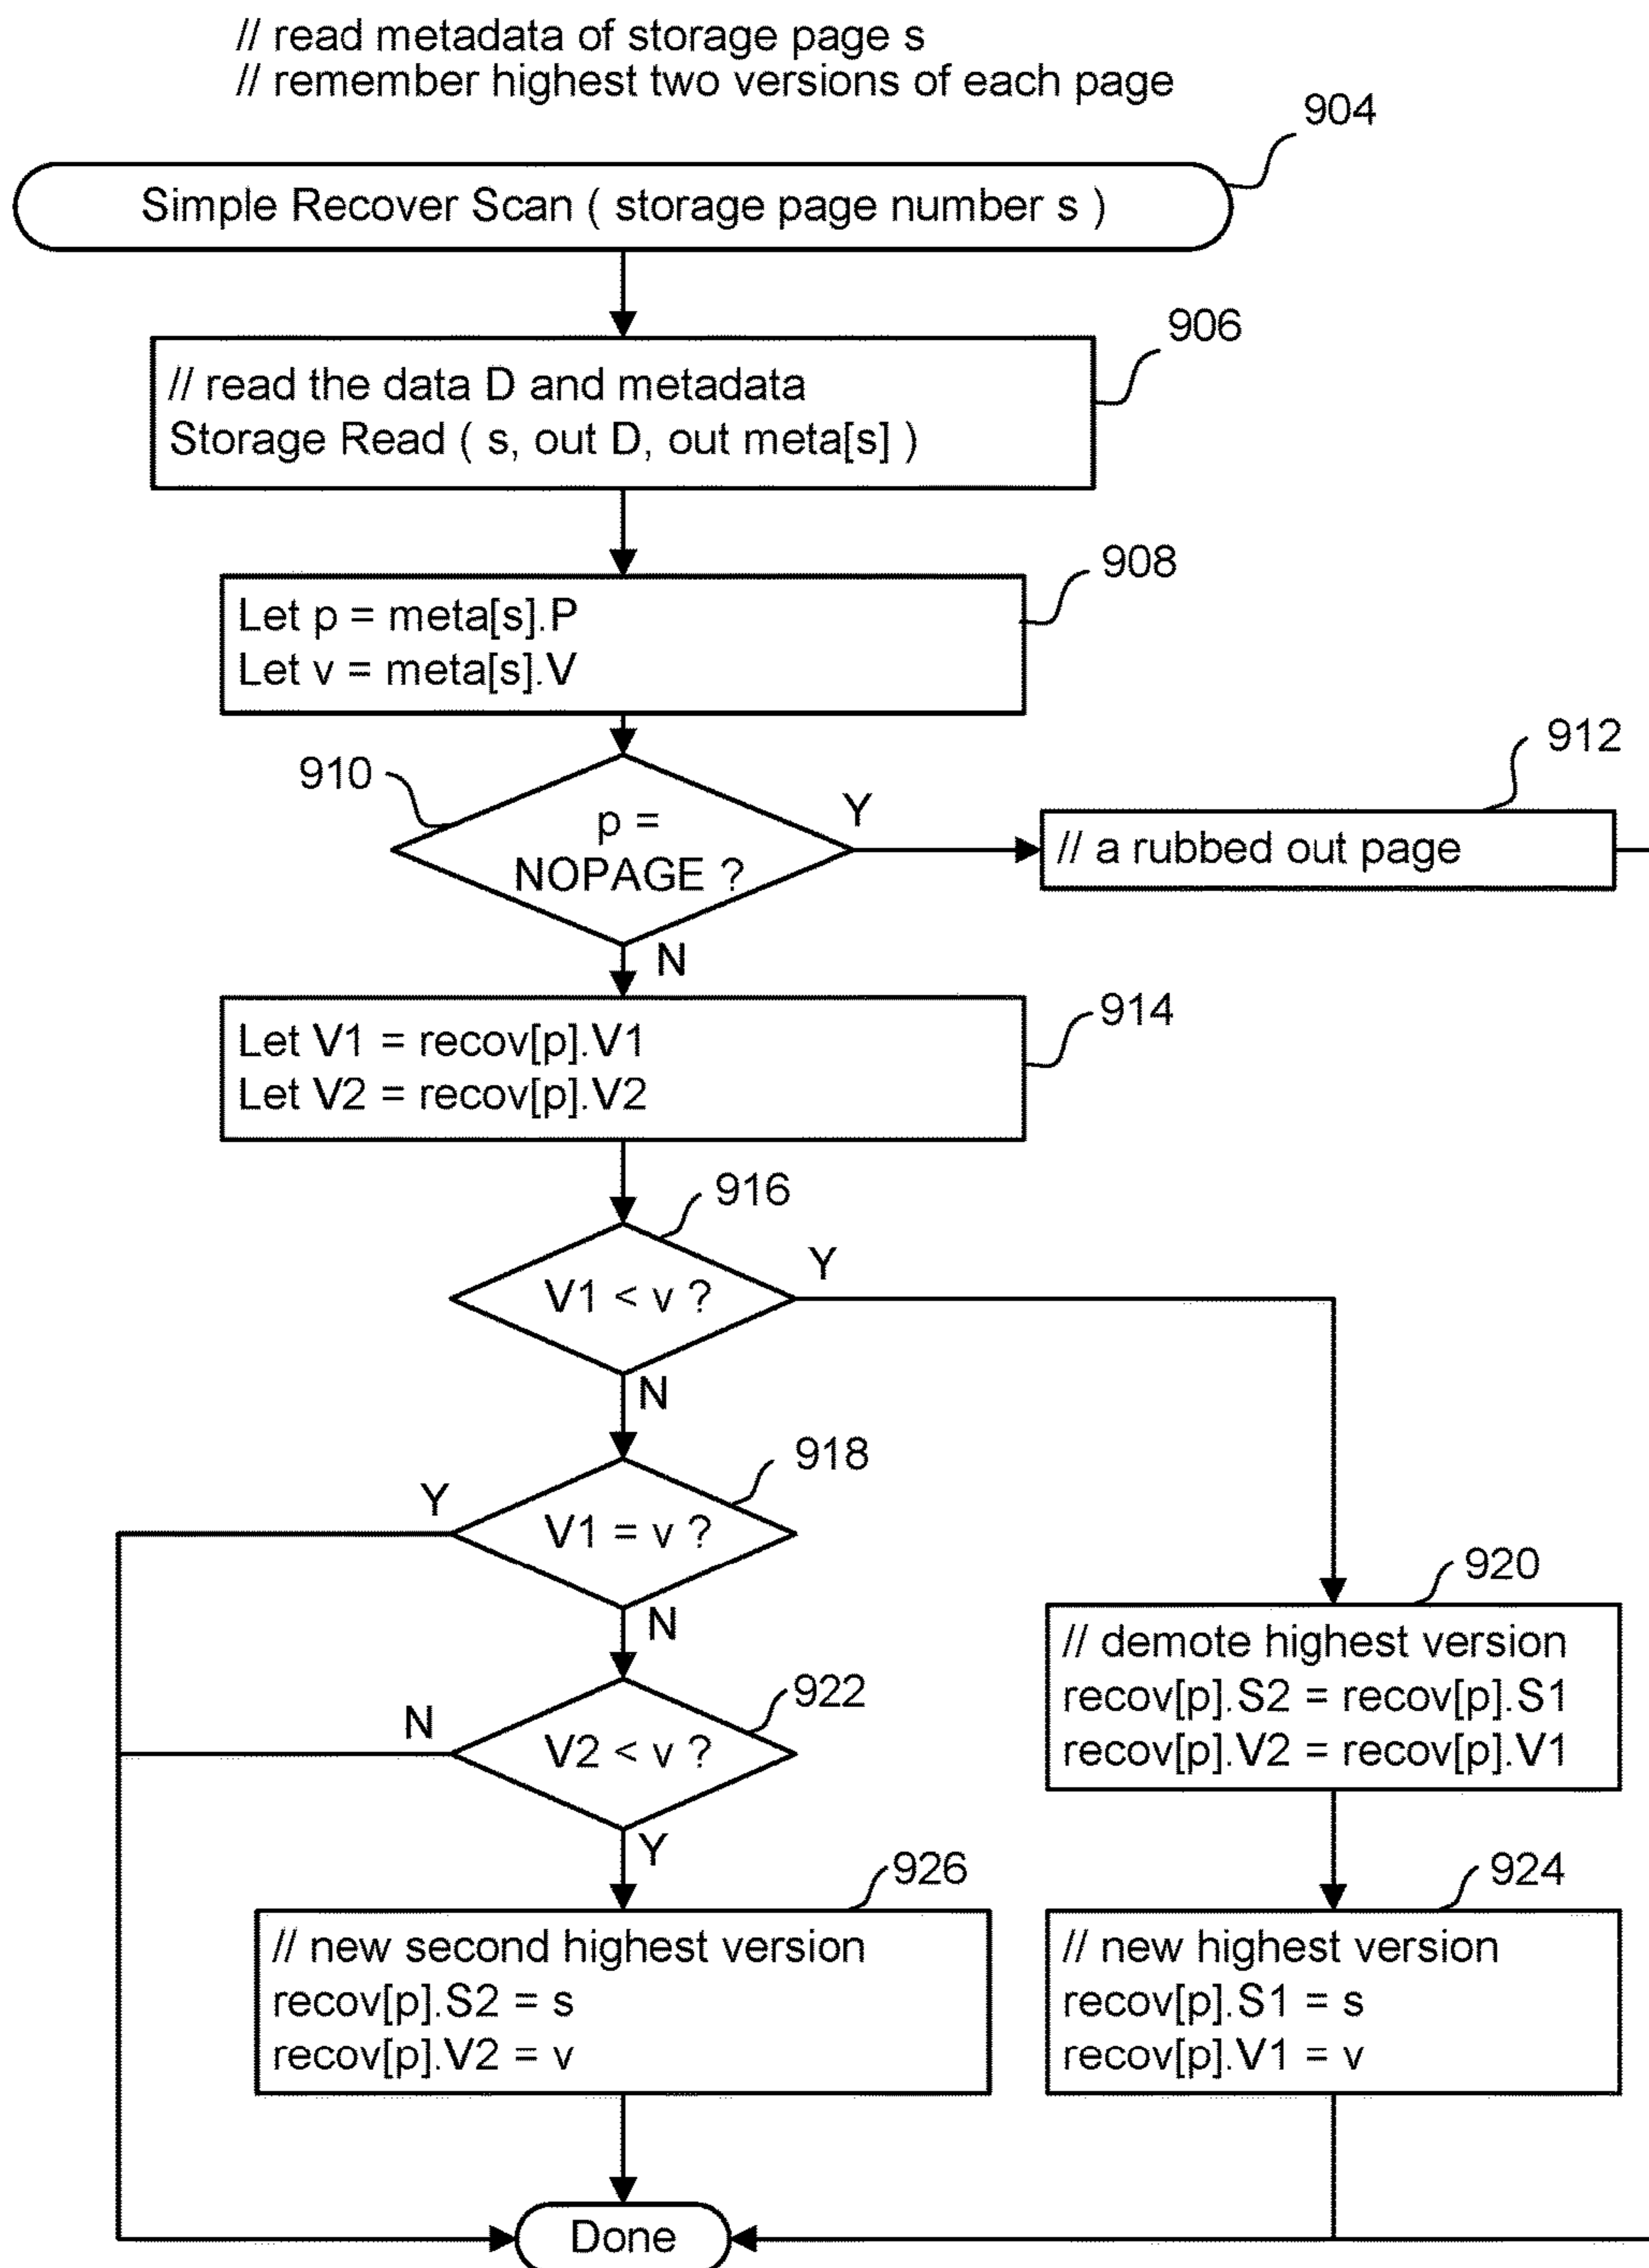 // read metadata of storage page s
// remember highest two versions of each page
904
Simple Recover Scan ( storage page number s )
906
// read the data D and metadata
Storage Read ( s, out D, out meta[s] )
908
Let p = meta[s].P
Let v = meta[s].V
910
p =
NOPAGE ?
Y
912
// a rubbed out page
N
914
Let V1 = recov[p].V1
Let V2 = recov[p].V2
916
V1 < v ?
Y
N
918
Y
V1 = v ?
N
920
// demote highest version
recov[p].S2 = recov[p].S1
recov[p].V2 = recov[p].V1
922
N
V2 < v ?
Y
926
// new second highest version
recov[p].S2 = s
recov[p].V2 = v
924
// new highest version
recov[p].S1 = s
recov[p].V1 = v
Done